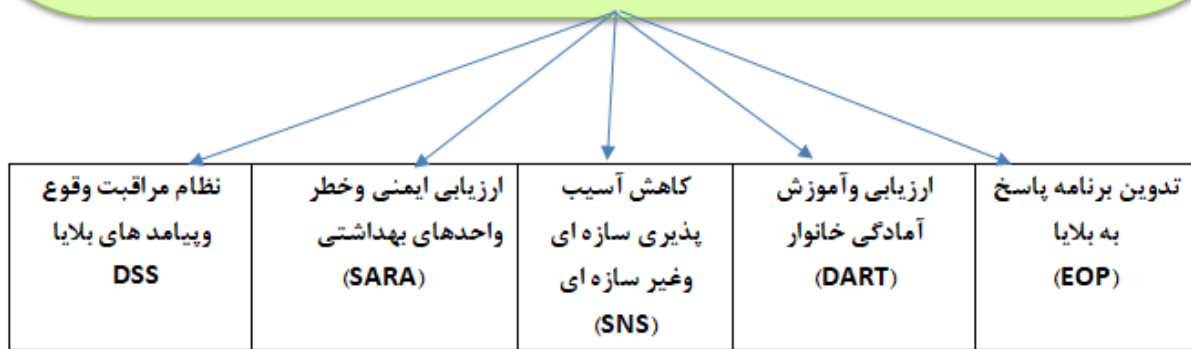 تدوین برنامه پاسخ
به بلایا
(EOP)
ارزیابی وآموزش
آمادگی خانوار
(DART)
کاهش آسیب
پذیری سازه ای
وغیر سازه ای
(SNS)
ارزیابی ایمنی وخطر
واحدهای بهداشتی
(SARA)
نظام مراقبت وقوع
وپیامد های بلایا
DSS